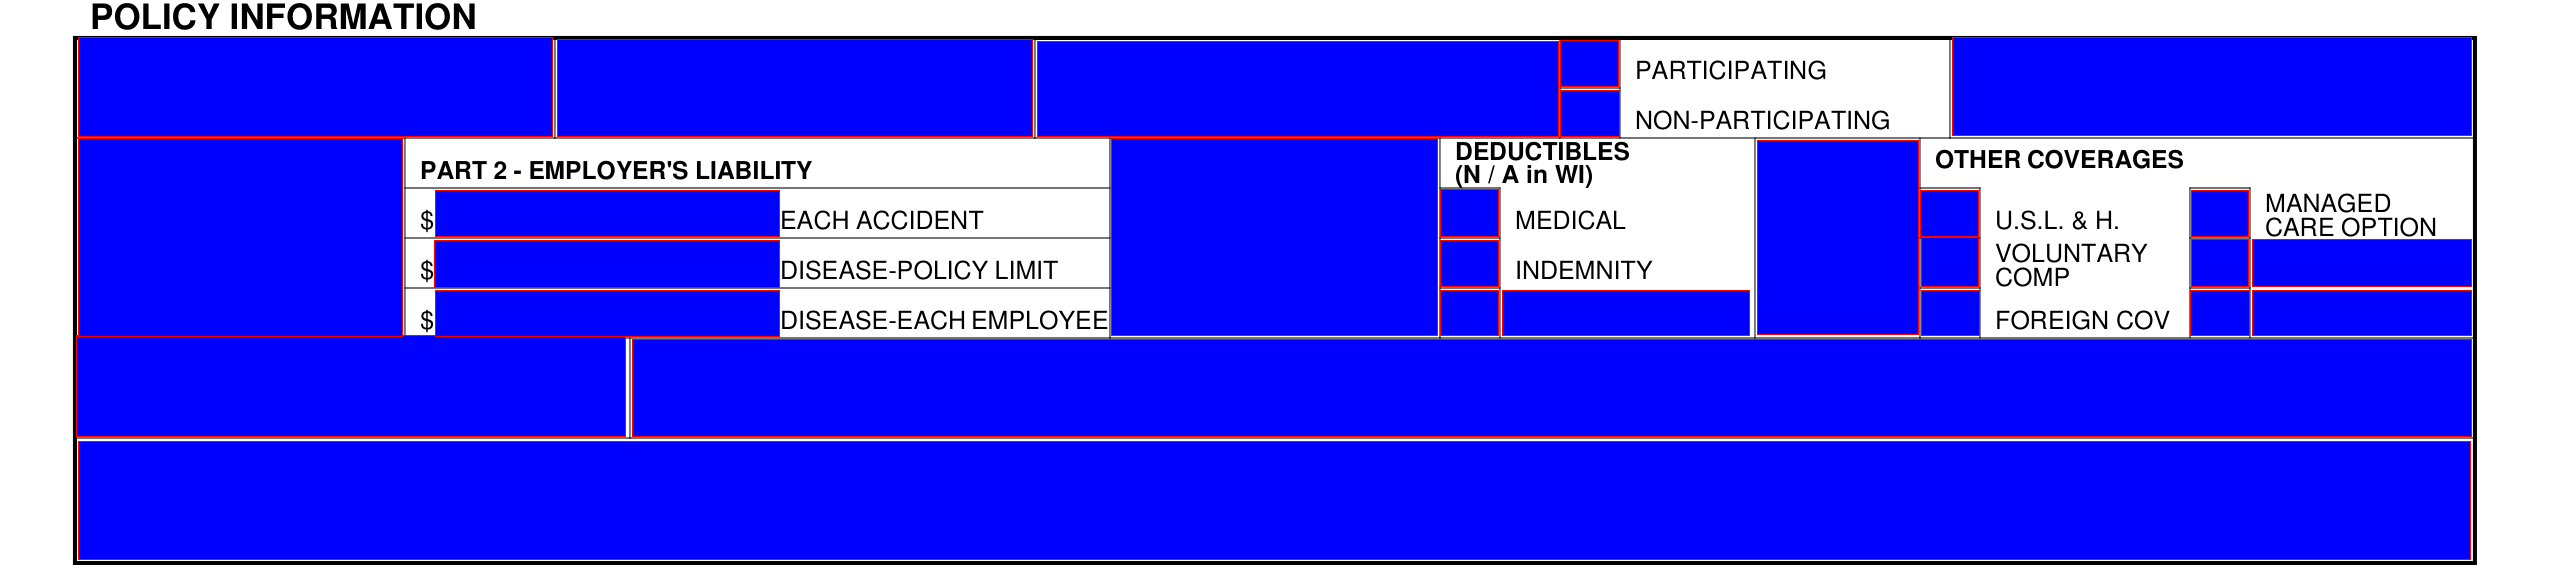 POLICY INFORMATION
PARTICIPATING
NON-PARTICIPATING
PART 2 - EMPLOYER'S LIABILITY
$ EACH ACCIDENT
$ DISEASE-POLICY LIMIT
$ DISEASE-EACH EMPLOYEE
DEDUCTIBLES
(N / A in WI)
MEDICAL
INDEMNITY
OTHER COVERAGES
U.S.L. & H.
VOLUNTARY
COMP
FOREIGN COV
MANAGED
CARE OPTION